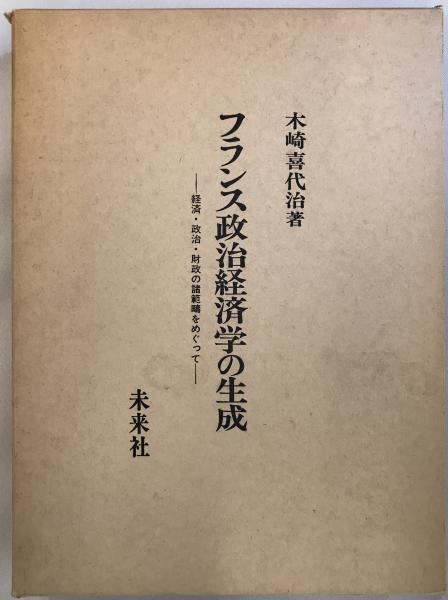 木崎喜代治著
フランス政治経済学の生成
―経済・政治・財政の諸範疇をめぐって―
未来社